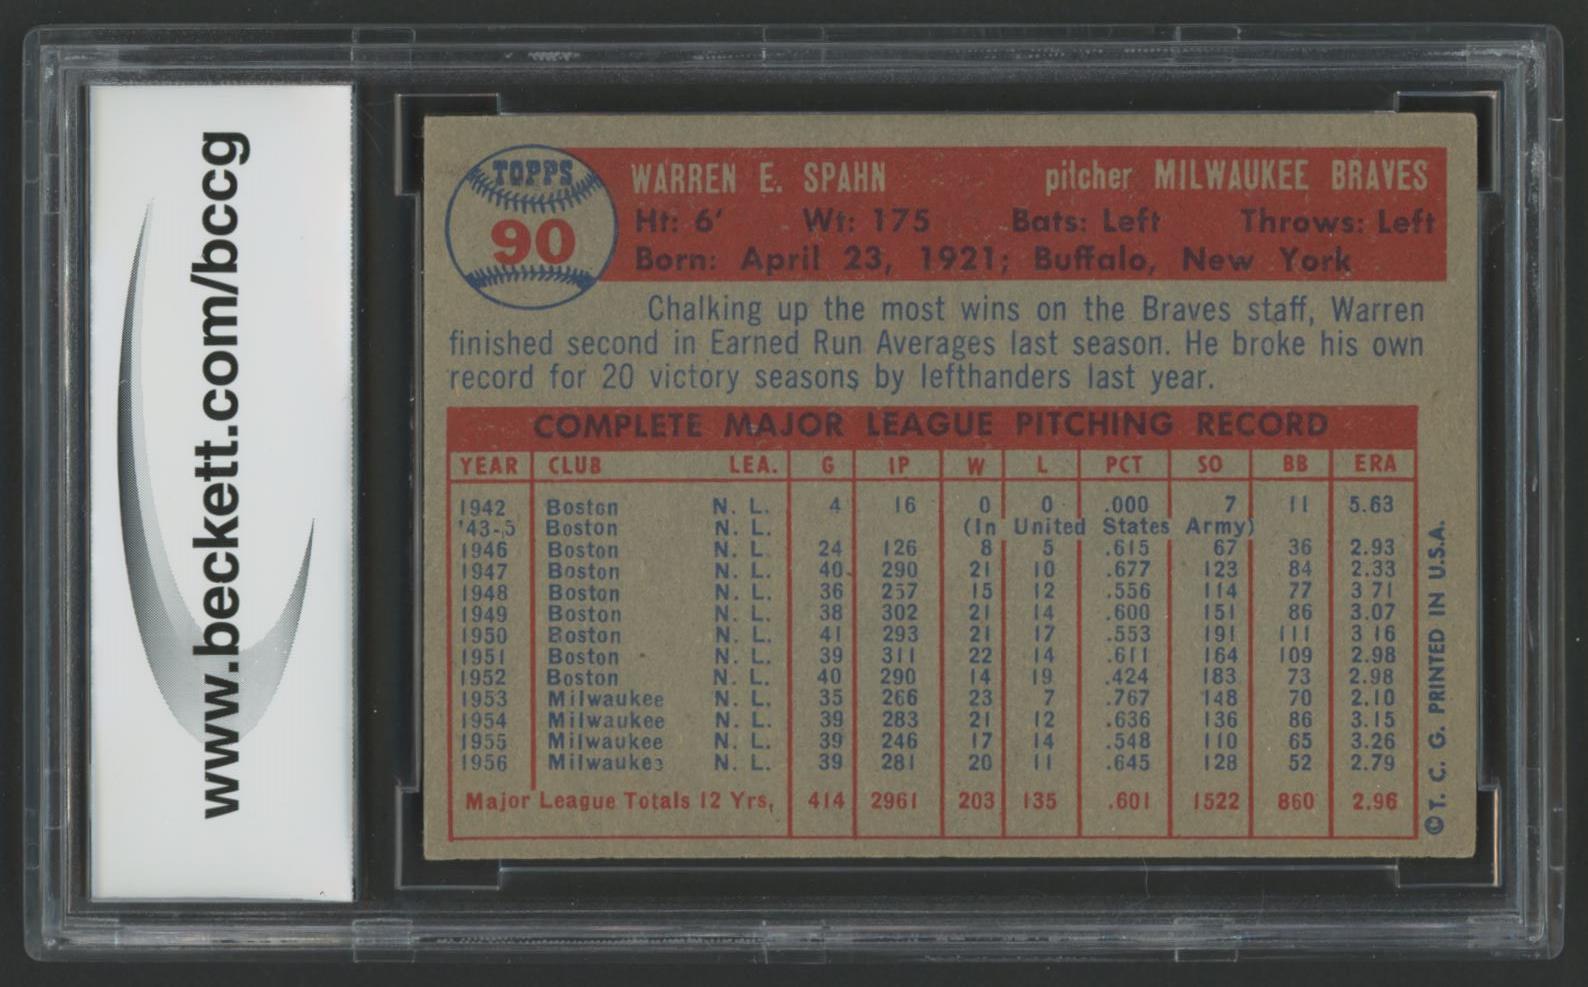 www.beckett.com/bccg
TOPPS
90
WARREN E. SPAHN pitcher MILWAUKEE BRAVES
Ht: 6' Wt: 175 Bats: Left Throws: Left
Born: April 23, 1921; Buffalo, New York
Chalking up the most wins on the Braves staff, Warren
finished second in Earned Run Averages last season. He broke his own
record for 20 victory seasons by lefthanders last year.
COMPLETE MAJOR LEAGUE PITCHING RECORD
YEAR CLUB LEA. G IP W L PCT SO BB ERA
1942 Boston N. L. 4 16 0 0 .000 7 11 5.63
'43-5 Boston N. L. (In United States Army)
1946 Boston N. L. 24 126 8 5 .615 67 36 2.93
1947 Boston N. L. 40 290 21 10 .677 123 84 2.33
1948 Boston N. L. 36 257 15 12 .556 114 77 3.71
1949 Boston N. L. 38 302 21 14 .600 151 86 3.07
1950 Boston N. L. 41 293 21 17 .553 191 111 3.16
1951 Boston N. L. 39 311 22 14 .611 164 109 2.98
1952 Boston N. L. 40 290 14 19 .424 183 73 2.98
1953 Milwaukee N. L. 35 266 23 7 .767 148 70 2.10
1954 Milwaukee N. L. 39 283 21 12 .636 136 86 3.15
1955 Milwaukee N. L. 39 246 17 14 .548 110 65 3.26
1956 Milwaukee N. L. 39 281 20 11 .645 128 52 2.79
Major League Totals 12 Yrs. 414 2961 203 135 .601 1522 860 2.96
©T. C. G. PRINTED IN U.S.A.